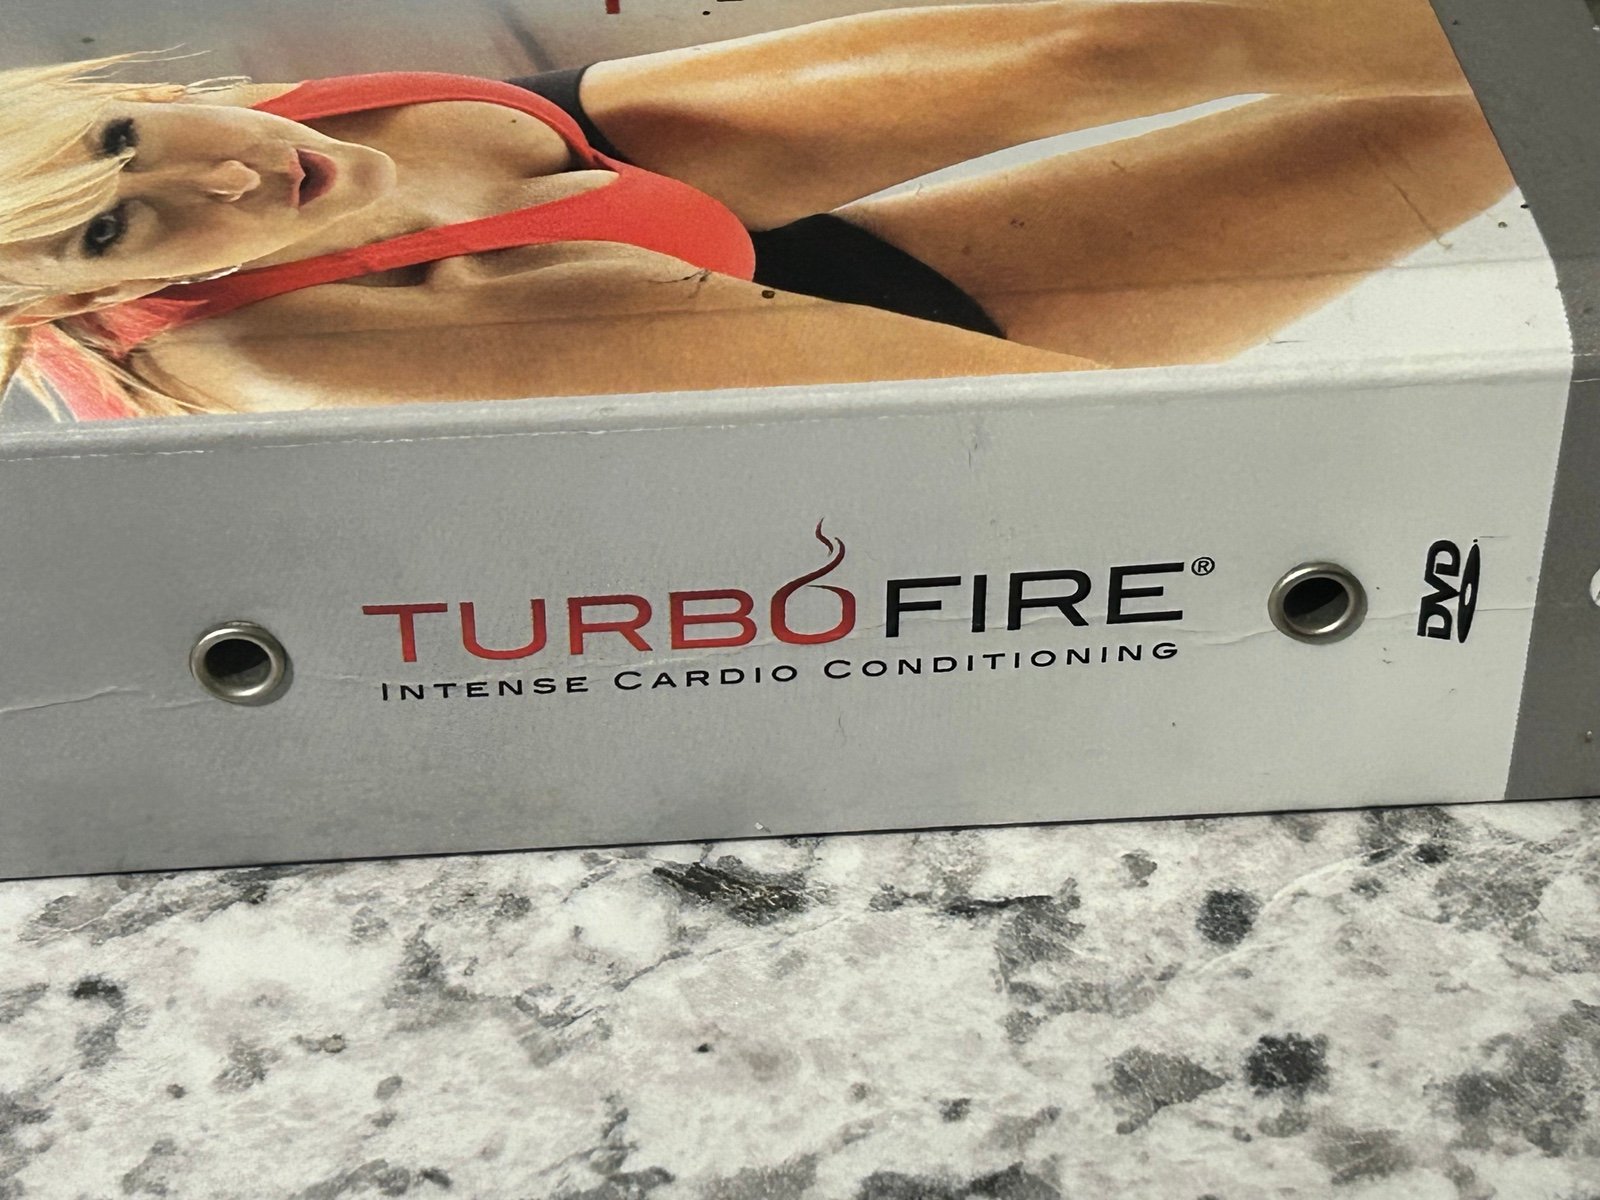 TURBOFIRE®
INTENSE CARDIO CONDITIONING
DVD